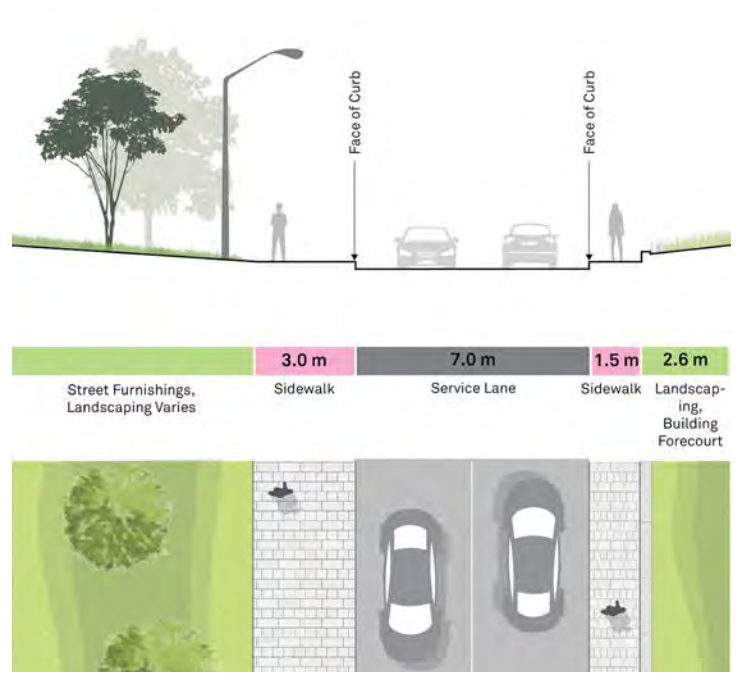 Face of Curb
Face of Curb
3.0 m
7.0 m
1.5 m
2.6 m
Street Furnishings,
Landscaping Varies
Sidewalk
Service Lane
Sidewalk
Landscap-
ing,
Building
Forecourt